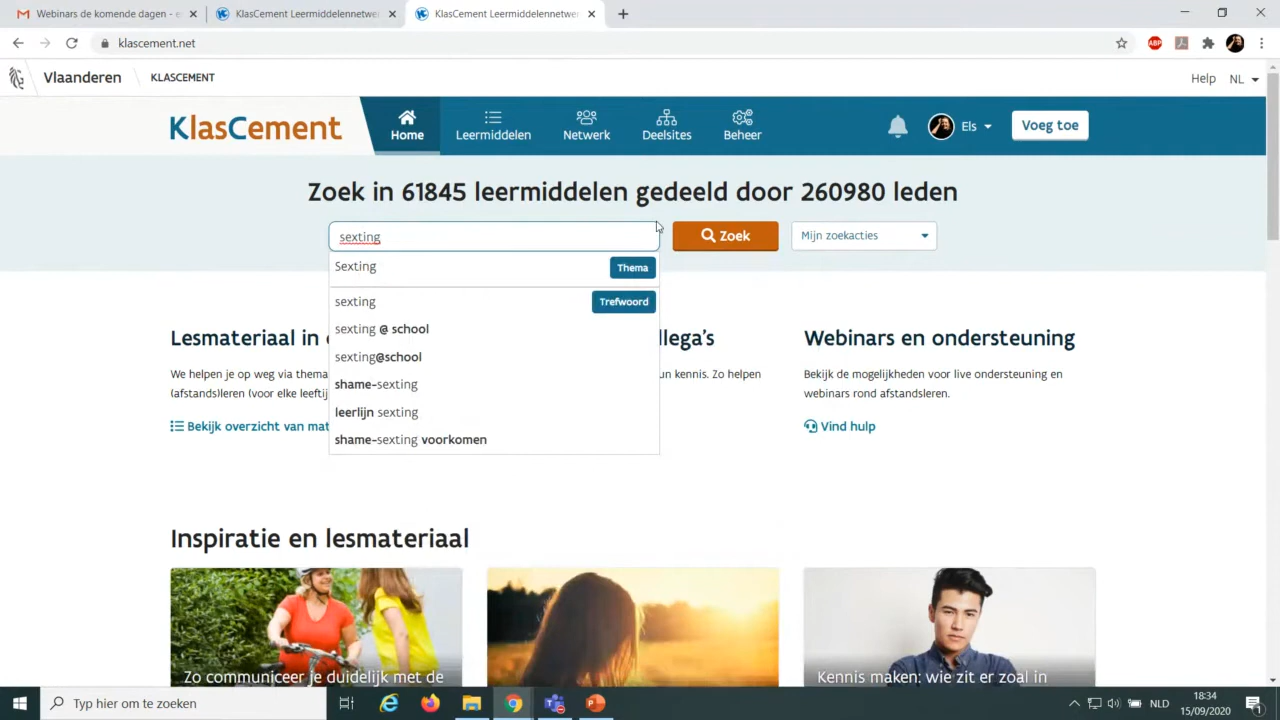 Webinars de komende dagen - e
KlasCement Leermiddelennetwe
KlasCement Leermiddelennetwe
klascement.net
ABP
Vlaanderen KLASCEMENT
Help NL
KlasCement
Home
Leermiddelen
Netwerk
Deelsites
Beheer
Els
Voeg toe
Zoek in 61845 leermiddelen gedeeld door 260980 leden
sexting
Zoek
Mijn zoekacties
Sexting Thema
sexting Trefwoord
sexting @ school
sexting@school
shame-sexting
leerlijn sexting
shame-sexting voorkomen
Lesmateriaal in
We helpen je op weg via thema
(afstands)leren (voor elke leeftij
Bekijk overzicht van mat
llega's
un kennis. Zo helpen
Webinars en ondersteuning
Bekijk de mogelijkheden voor live ondersteuning en
webinars rond afstandsleren.
Vind hulp
Inspiratie en lesmateriaal
Zo communiceer je duidelijk met de
Kennis maken: wie zit er zoal in
Typ hier om te zoeken
NLD
18:34
15/09/2020
1